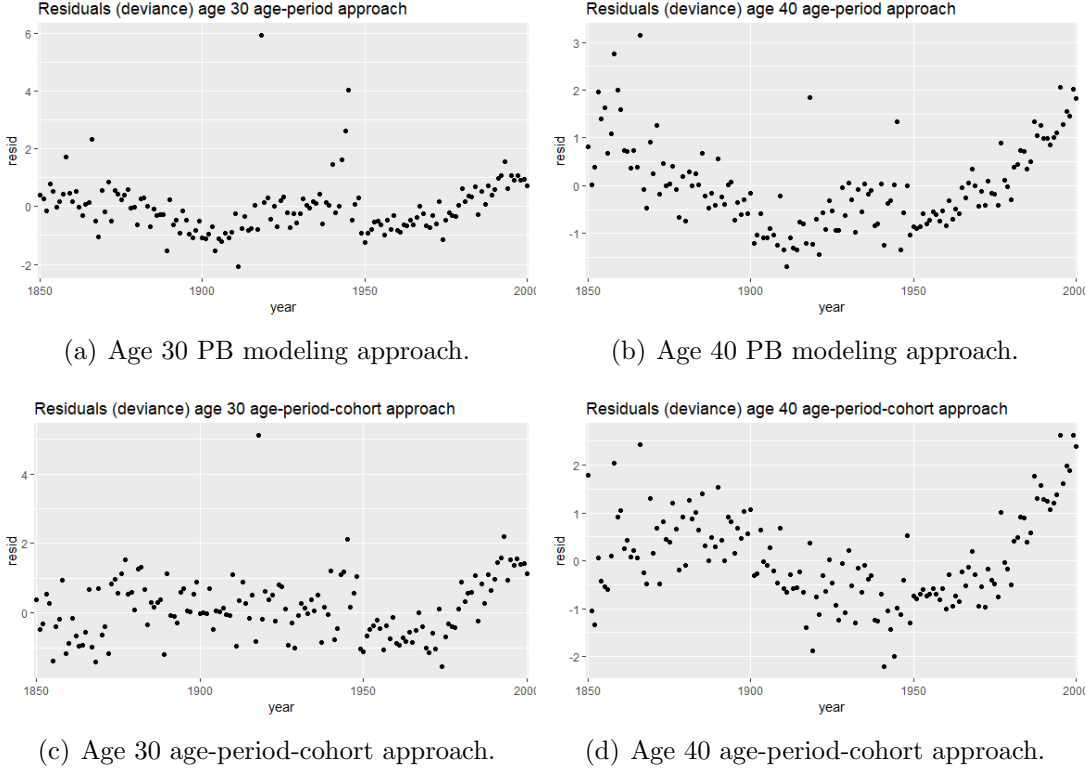 Residuals (deviance) age 30 age-period approach
6
4
2
0
-2
resid
1850
1900
1950
2000
year
(a) Age 30 PB modeling approach.
Residuals (deviance) age 40 age-period approach
3
2
1
0
-1
resid
1850
1900
1950
2000
year
(b) Age 40 PB modeling approach.
Residuals (deviance) age 30 age-period-cohort approach
4
2
0
resid
1850
1900
1950
2000
year
(c) Age 30 age-period-cohort approach.
Residuals (deviance) age 40 age-period-cohort approach
2
1
0
-1
-2
resid
1850
1900
1950
2000
year
(d) Age 40 age-period-cohort approach.